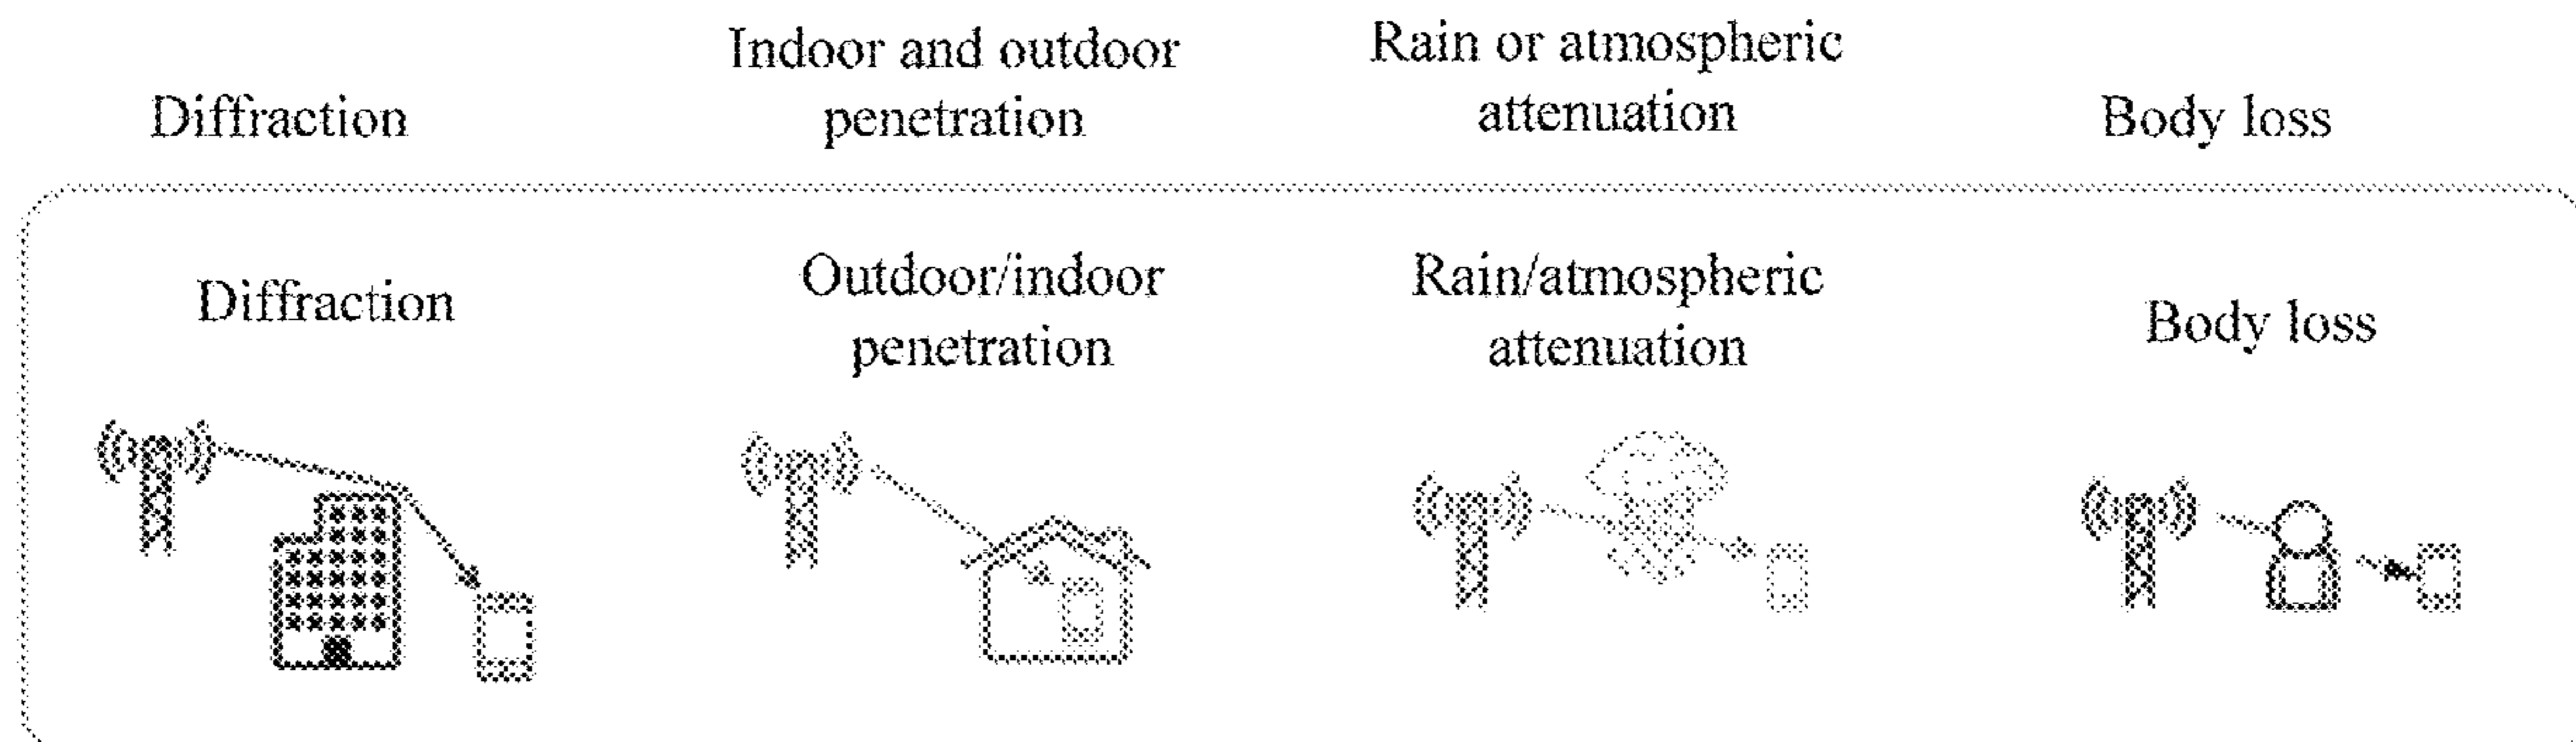 Diffraction
Indoor and outdoor
penetration
Rain or atmospheric
attenuation
Body loss
Diffraction
Outdoor/indoor
penetration
Rain/atmospheric
attenuation
Body loss